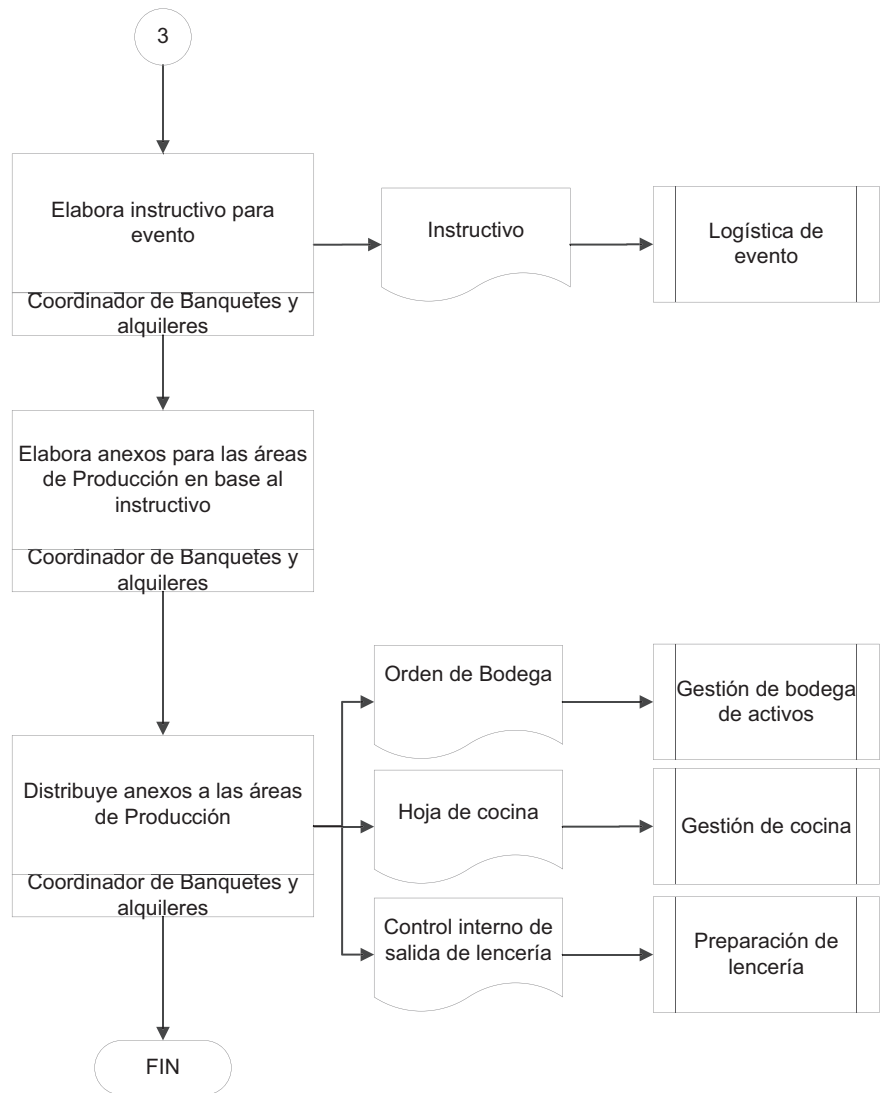 3
Elabora instructivo para
evento
Coordinador de Banquetes y
alquileres
Instructivo
Logística de
evento
Elabora anexos para las áreas
de Producción en base al
instructivo
Coordinador de Banquetes y
alquileres
Distribuye anexos a las áreas
de Producción
Coordinador de Banquetes y
alquileres
Orden de Bodega
Gestión de bodega
de activos
Hoja de cocina
Gestión de cocina
Control interno de
salida de lencería
Preparación de
lencería
FIN